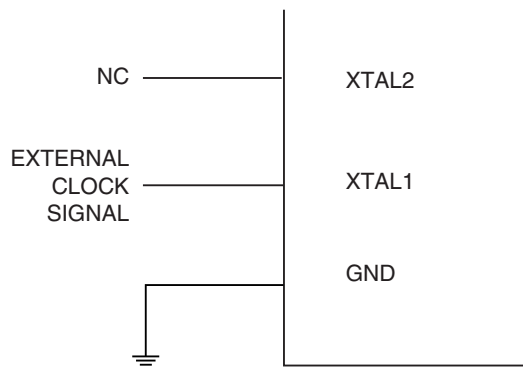 NC
XTAL2
EXTERNAL
CLOCK
SIGNAL
XTAL1
GND